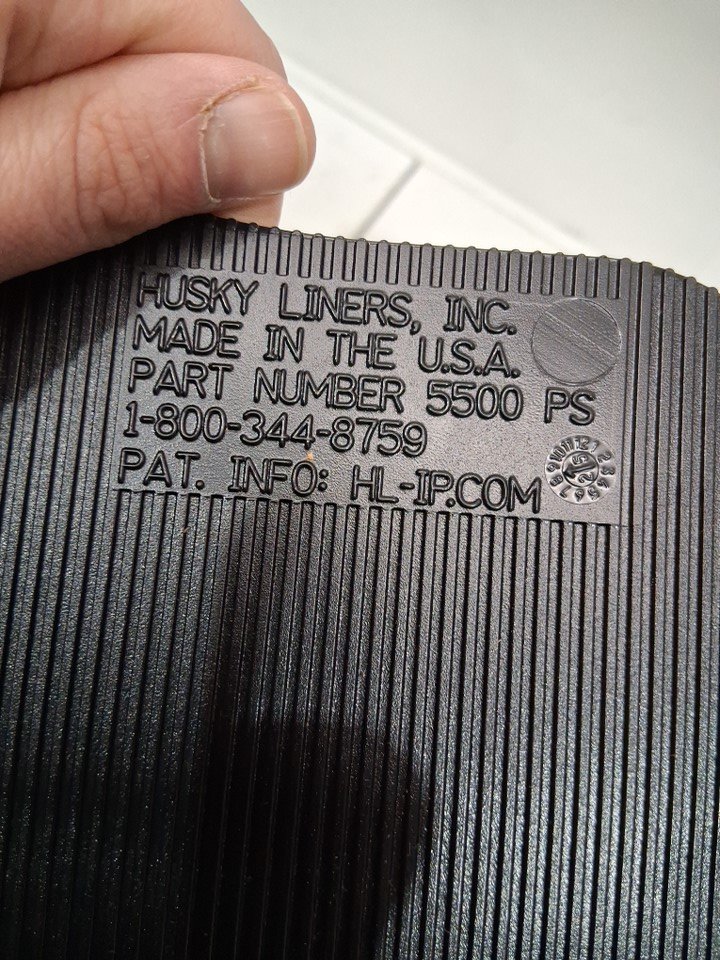 HUSKY LINERS, INC.
MADE IN THE U.S.A.
PART NUMBER 5500 PS
1-800-344-8759
PAT. INFO: HL-IP.COM